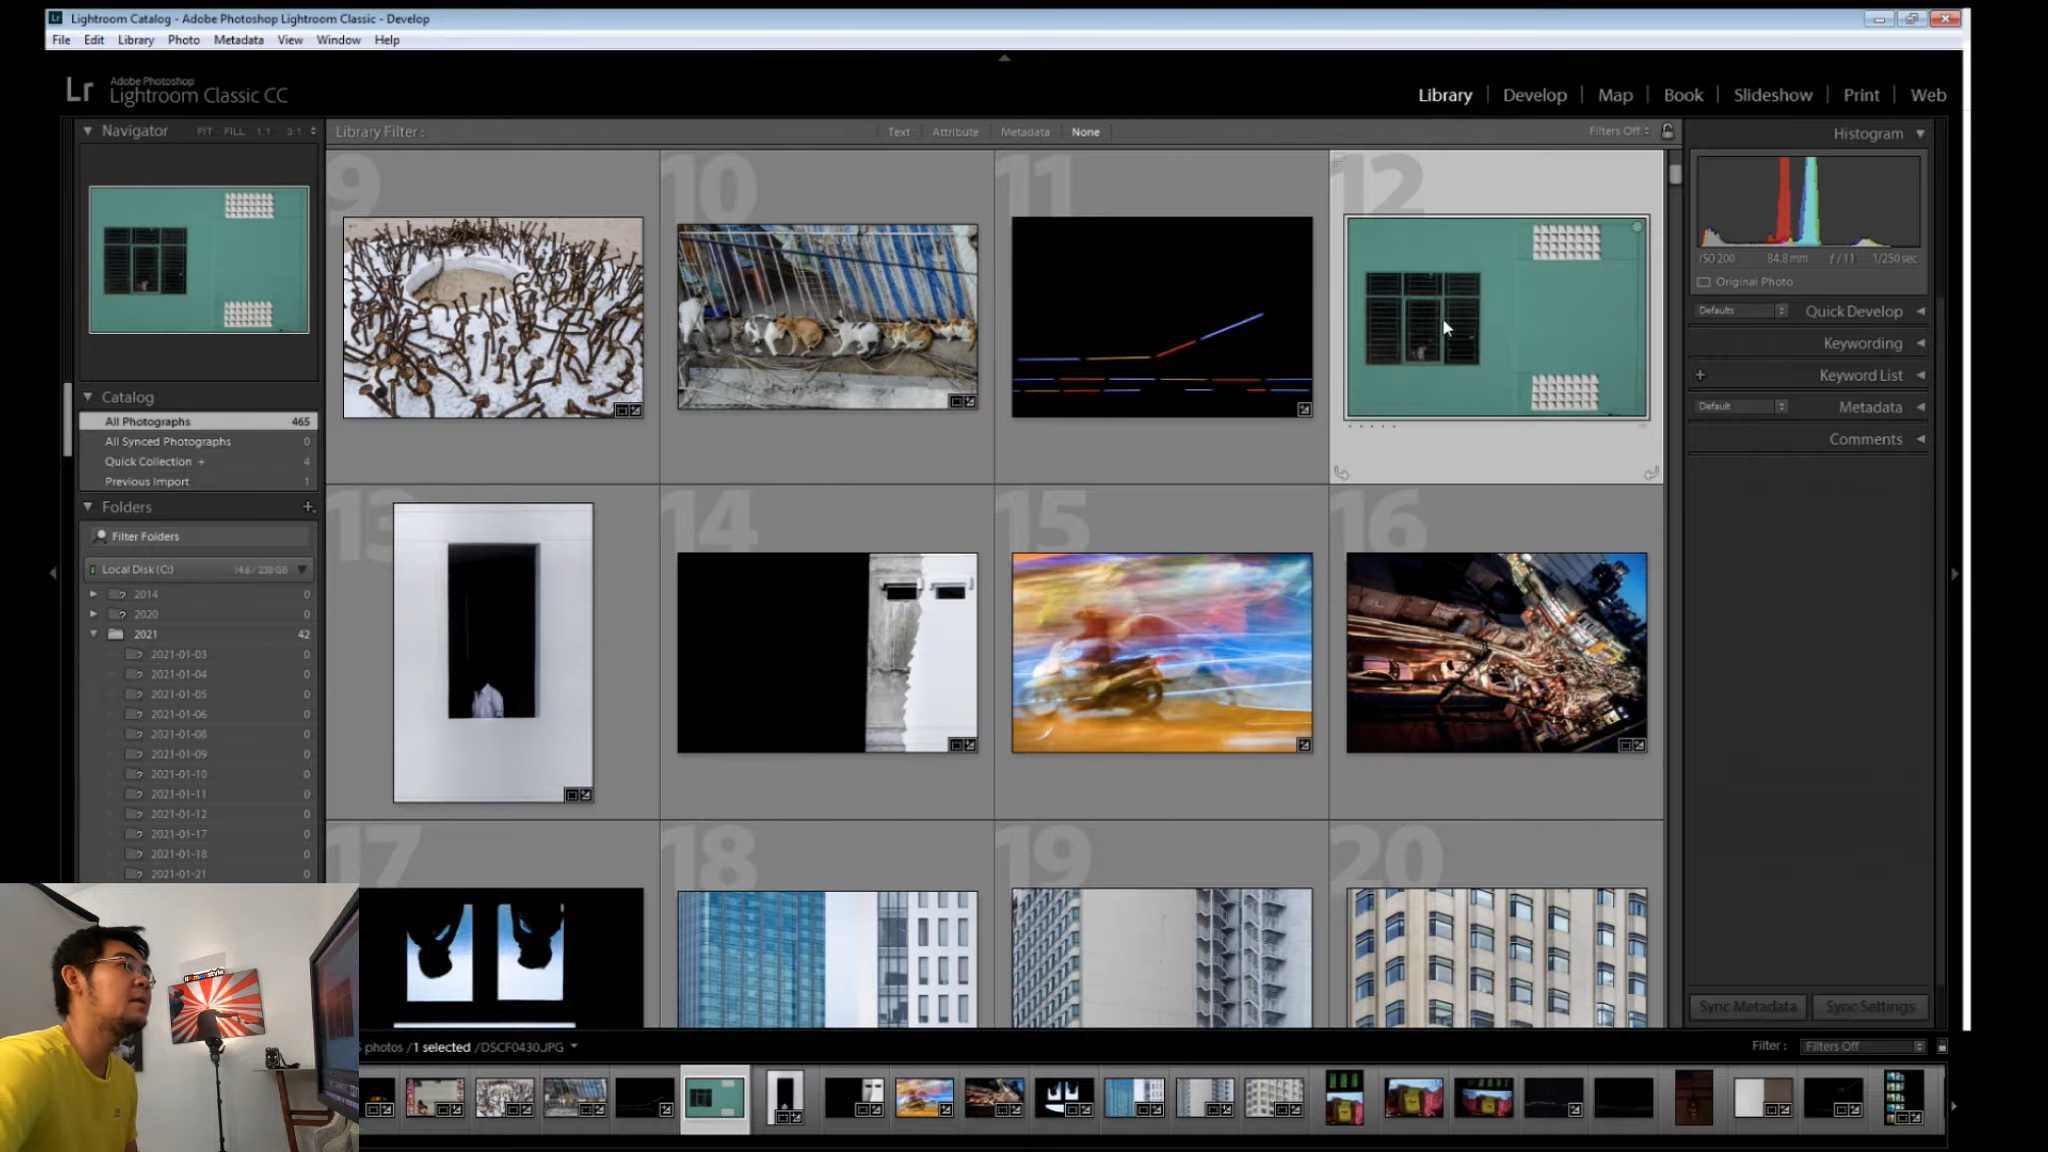 Lightroom Catalog - Adobe Photoshop Lightroom Classic - Develop
File Edit Library Photo Metadata View Window Help
Lr
Adobe Photoshop
Lightroom Classic CC
Library | Develop | Map | Book | Slideshow | Print | Web
Navigator FIT FILL 1:1 3:1
Library Filter :
Text Attribute Metadata None
Filters Off
Histogram
9
10
11
12
ISO 200 84.8 mm ƒ / 11 1/250 sec
Original Photo
Defaults Quick Develop
Keywording
+ Keyword List
Default Metadata
Comments
Catalog
All Photographs 465
All Synced Photographs 0
Quick Collection + 4
Previous Import 1
Folders +
Filter Folders
Local Disk (C:) 14.6 / 238 GB
2014 0
2020 0
2021 42
2021-01-03 0
2021-01-04 0
2021-01-05 0
2021-01-06 0
2021-01-08 0
2021-01-09 0
2021-01-10 0
2021-01-11 0
2021-01-12 0
2021-01-17 0
2021-01-18 0
2021-01-21 0
13
14
15
16
17
18
19
20
Sync Metadata Sync Settings
photos / 1 selected / DSCF0430.JPG
Filter : Filters Off